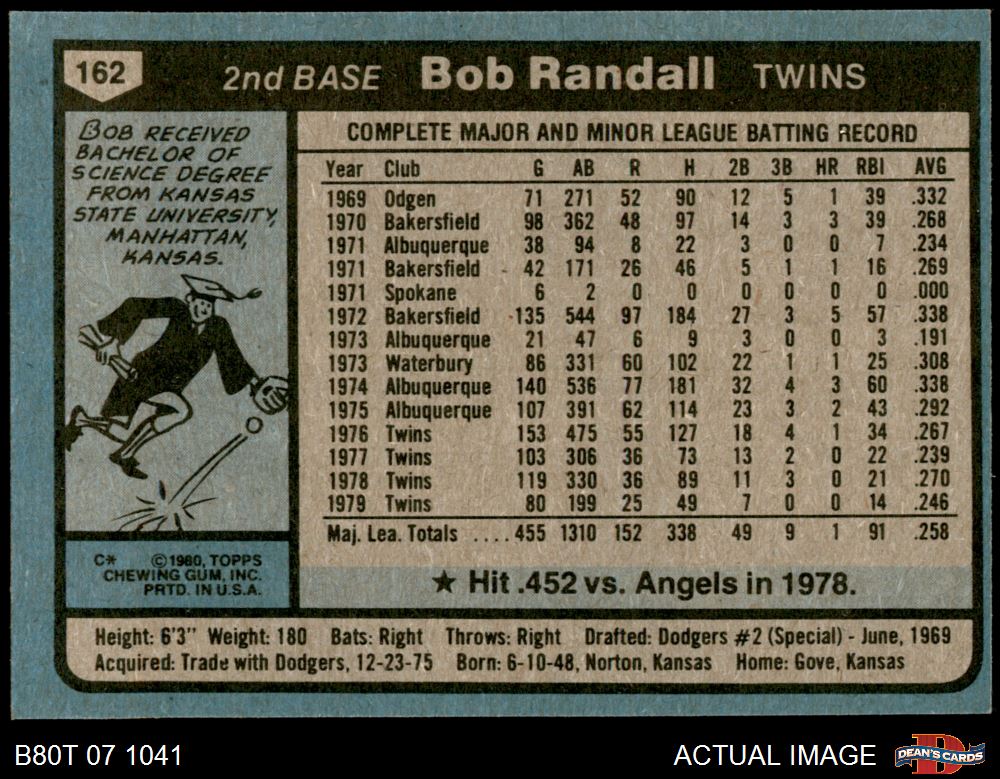 162 2nd BASE Bob Randall TWINS
BOB RECEIVED
BACHELOR OF
SCIENCE DEGREE
FROM KANSAS
STATE UNIVERSITY,
MANHATTAN,
KANSAS.
COMPLETE MAJOR AND MINOR LEAGUE BATTING RECORD
Year Club G AB R H 2B 3B HR RBI AVG
1969 Odgen 71 271 52 90 12 5 1 39 .332
1970 Bakersfield 98 362 48 97 14 3 3 39 .268
1971 Albuquerque 38 94 8 22 3 0 0 7 .234
1971 Bakersfield 42 171 26 46 5 1 1 16 .269
1971 Spokane 6 2 0 0 0 0 0 0 .000
1972 Bakersfield 135 544 97 184 27 3 5 57 .338
1973 Albuquerque 21 47 6 9 3 0 0 3 .191
1973 Waterbury 86 331 60 102 22 1 1 25 .308
1974 Albuquerque 140 536 77 181 32 4 3 60 .338
1975 Albuquerque 107 391 62 114 23 3 2 43 .292
1976 Twins 153 475 55 127 18 4 1 34 .267
1977 Twins 103 306 36 73 13 2 0 22 .239
1978 Twins 119 330 36 89 11 3 0 21 .270
1979 Twins 80 199 25 49 7 0 0 14 .246
Maj. Lea. Totals ....455 1310 152 338 49 9 1 91 .258
C* ©1980, TOPPS
CHEWING GUM, INC.
PRTD. IN U.S.A.
★ Hit .452 vs. Angels in 1978.
Height: 6'3" Weight: 180 Bats: Right Throws: Right Drafted: Dodgers #2 (Special) - June, 1969
Acquired: Trade with Dodgers, 12-23-75 Born: 6-10-48, Norton, Kansas Home: Gove, Kansas
B80T 07 1041 ACTUAL IMAGE DEAN'S CARDS